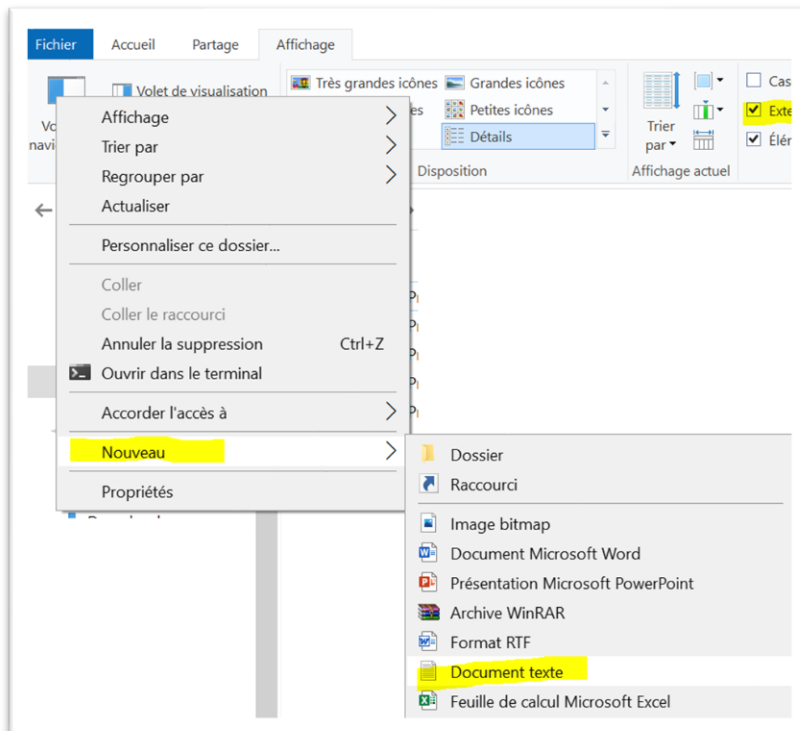 Fichier Accueil Partage Affichage
Volet de visualisation
Très grandes icônes Grandes icônes
Petites icônes
Détails
Trier
par
Disposition
Affichage actuel
Affichage
Trier par
Regrouper par
Actualiser
Personnaliser ce dossier...
Coller
Coller le raccourci
Annuler la suppression Ctrl+Z
Ouvrir dans le terminal
Accorder l'accès à
Nouveau
Propriétés
Dossier
Raccourci
Image bitmap
Document Microsoft Word
Présentation Microsoft PowerPoint
Archive WinRAR
Format RTF
Document texte
Feuille de calcul Microsoft Excel